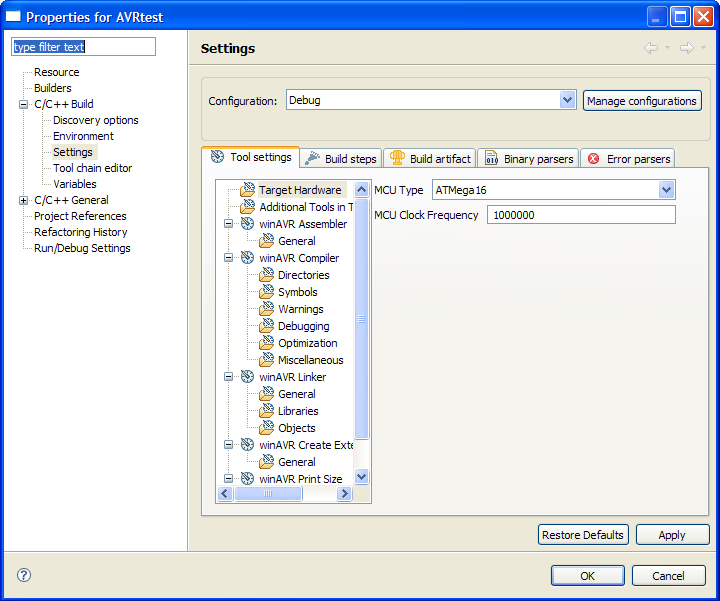 Properties for AVRtest
type filter text
Resource
Builders
C/C++ Build
Discovery options
Environment
Settings
Tool chain editor
Variables
C/C++ General
Project References
Refactoring History
Run/Debug Settings
Settings
Configuration: Debug Manage configurations
Tool settings Build steps Build artifact Binary parsers Error parsers
Target Hardware
Additional Tools in T
winAVR Assembler
General
winAVR Compiler
Directories
Symbols
Warnings
Debugging
Optimization
Miscellaneous
winAVR Linker
General
Libraries
Objects
winAVR Create Exte
General
winAVR Print Size
MCU Type ATMega16
MCU Clock Frequency 1000000
Restore Defaults Apply
OK Cancel